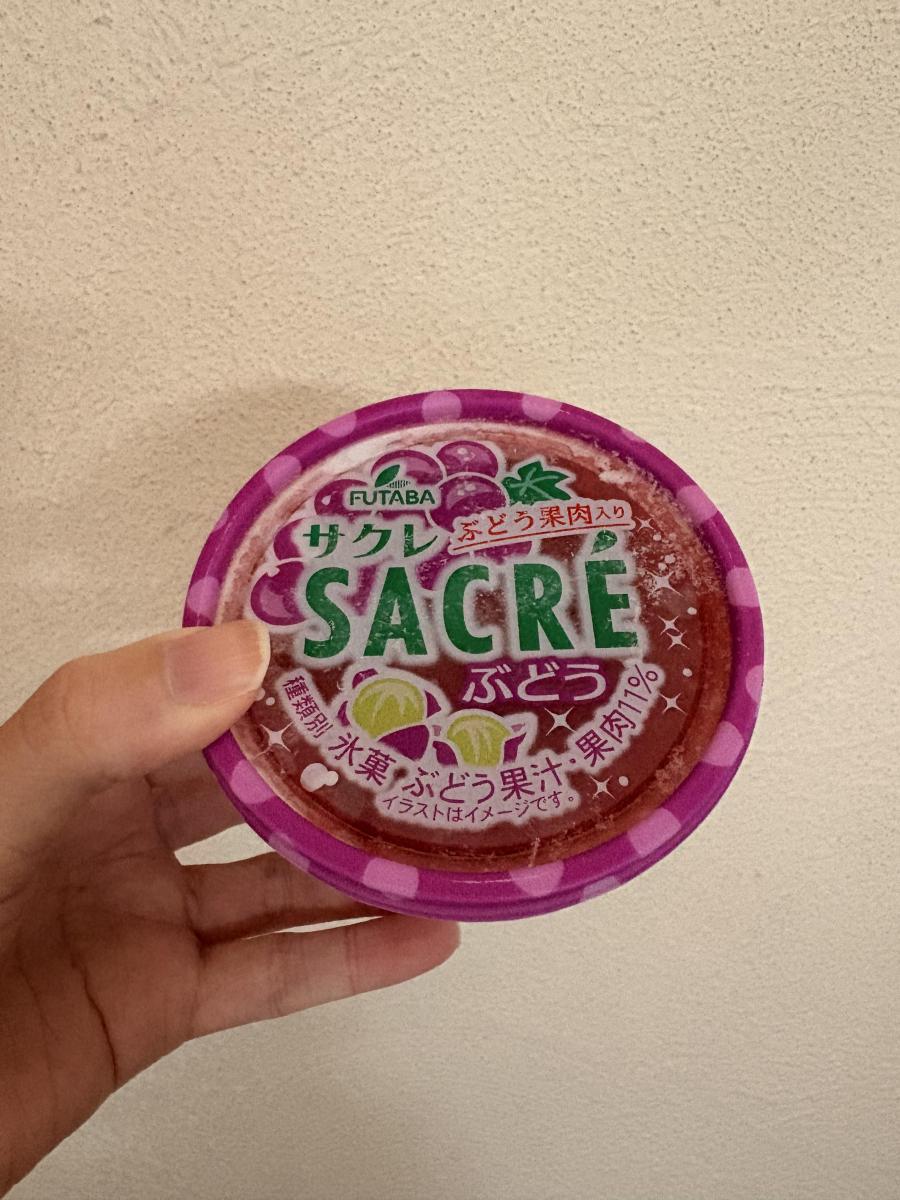 FUTABA
サクレ
ぶどう果肉入り
SACRÉ
ぶどう
種類別 氷菓 ぶどう果汁・果肉11%
イラストはイメージです。